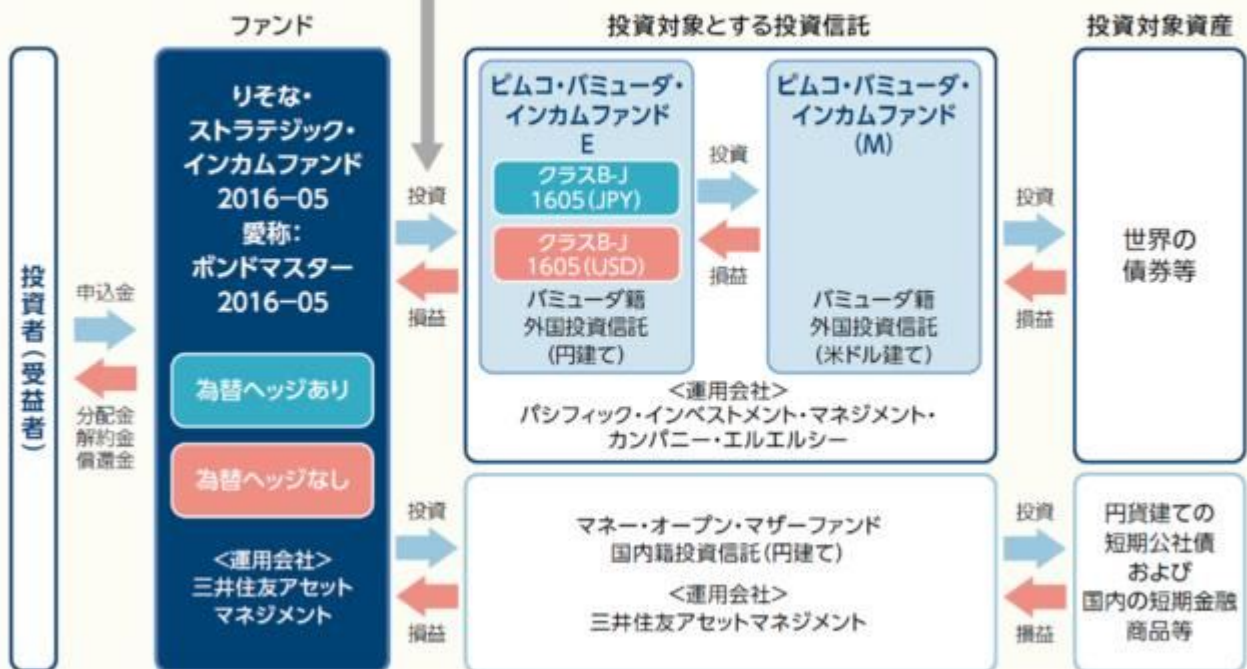 ファンド
投資対象とする投資信託
投資対象資産
投資者(受益者)
申込金
分配金
解約金
償還金
りそな・
ストラテジック・
インカムファンド
2016−05
愛称:
ボンドマスター
2016−05
為替ヘッジあり
為替ヘッジなし
<運用会社>
三井住友アセット
マネジメント
投資
損益
ピムコ・バミューダ・
インカムファンド
E
クラスB-J
1605(JPY)
クラスB-J
1605(USD)
バミューダ籍
外国投資信託
(円建て)
投資
損益
ピムコ・バミューダ・
インカムファンド
(M)
バミューダ籍
外国投資信託
(米ドル建て)
<運用会社>
パシフィック・インベストメント・マネジメント・
カンパニー・エルエルシー
投資
損益
世界の
債券等
投資
損益
マネー・オープン・マザーファンド
国内籍投資信託(円建て)
<運用会社>
三井住友アセットマネジメント
投資
損益
円貨建ての
短期公社債
および
国内の短期金融
商品等